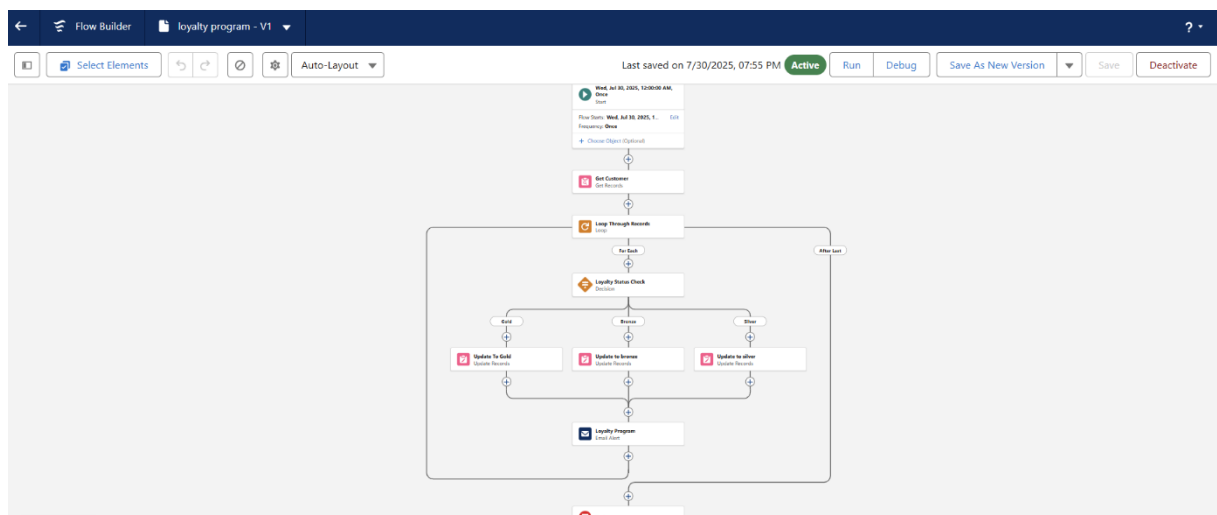 Flow Builder loyalty program - V1 ?
Select Elements Auto-Layout Last saved on 7/30/2025, 07:55 PM Active Run Debug Save As New Version Save Deactivate
Wed, Jul 30, 2025, 12:00:00 AM,
Once
Start
Flow Starts: Wed, Jul 30, 2025, 1... Edit
Frequency: Once
+ Choose Object (Optional)
Get Customer
Get Records
Loop Through Records
Loop
For Each After Last
Loyalty Status Check
Decision
Gold Bronze Silver
Update To Gold Update to bronze Update to silver
Update Records Update Records Update Records
Loyalty Program
Email Alert